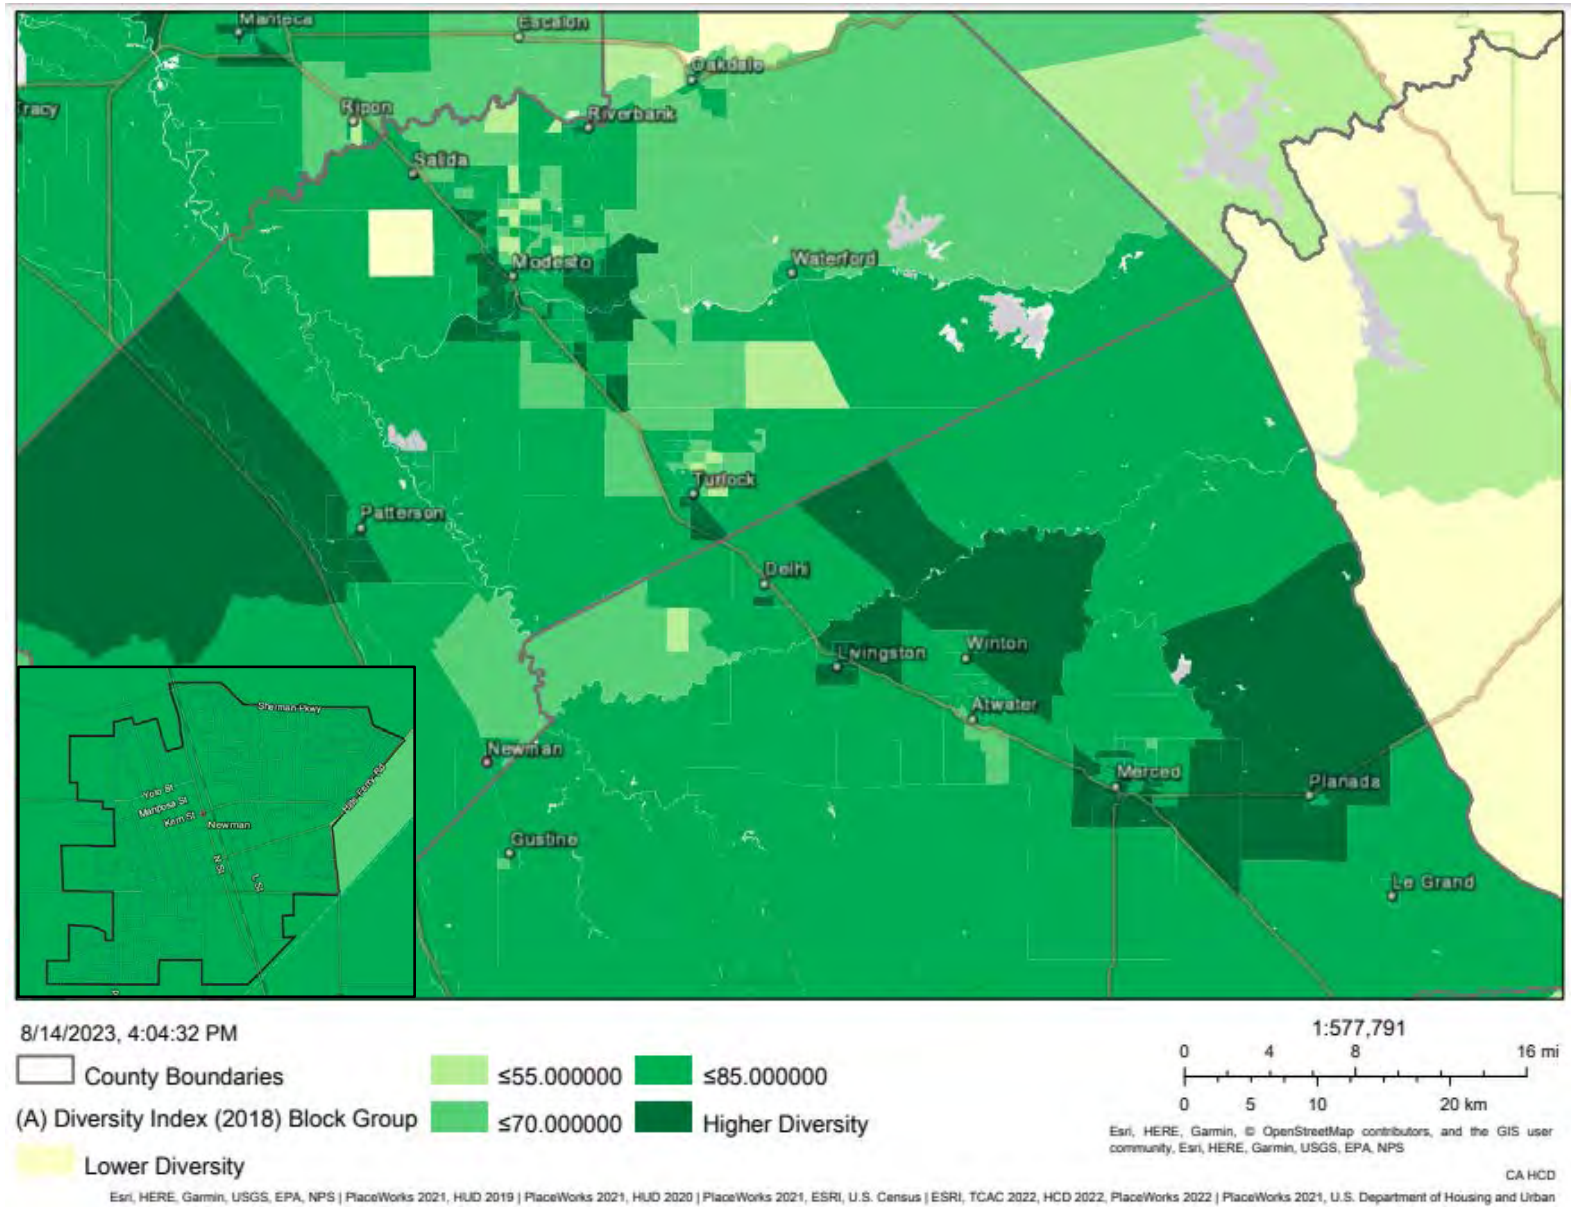 Manteca
Escalon
Oakdale
Tracy
Ripon
Riverbank
Salida
Modesto
Waterford
Patterson
Turlock
Delhi
Livingston
Winton
Atwater
Newman
Merced
Planada
Gustine
Le Grand
Sherman Pkwy
Hills Ferry Rd
Yolo St
Mariposa St
Kern St
Newman
N St
L St
8/14/2023, 4:04:32 PM
County Boundaries
(A) Diversity Index (2018) Block Group
Lower Diversity
≤55.000000
≤70.000000
≤85.000000
Higher Diversity
1:577,791
0 4 8 16 mi
0 5 10 20 km
Esri, HERE, Garmin, © OpenStreetMap contributors, and the GIS user
community, Esri, HERE, Garmin, USGS, EPA, NPS
CA HCD
Esri, HERE, Garmin, USGS, EPA, NPS | PlaceWorks 2021, HUD 2019 | PlaceWorks 2021, HUD 2020 | PlaceWorks 2021, ESRI, U.S. Census | ESRI, TCAC 2022, HCD 2022, PlaceWorks 2022 | PlaceWorks 2021, U.S. Department of Housing and Urban